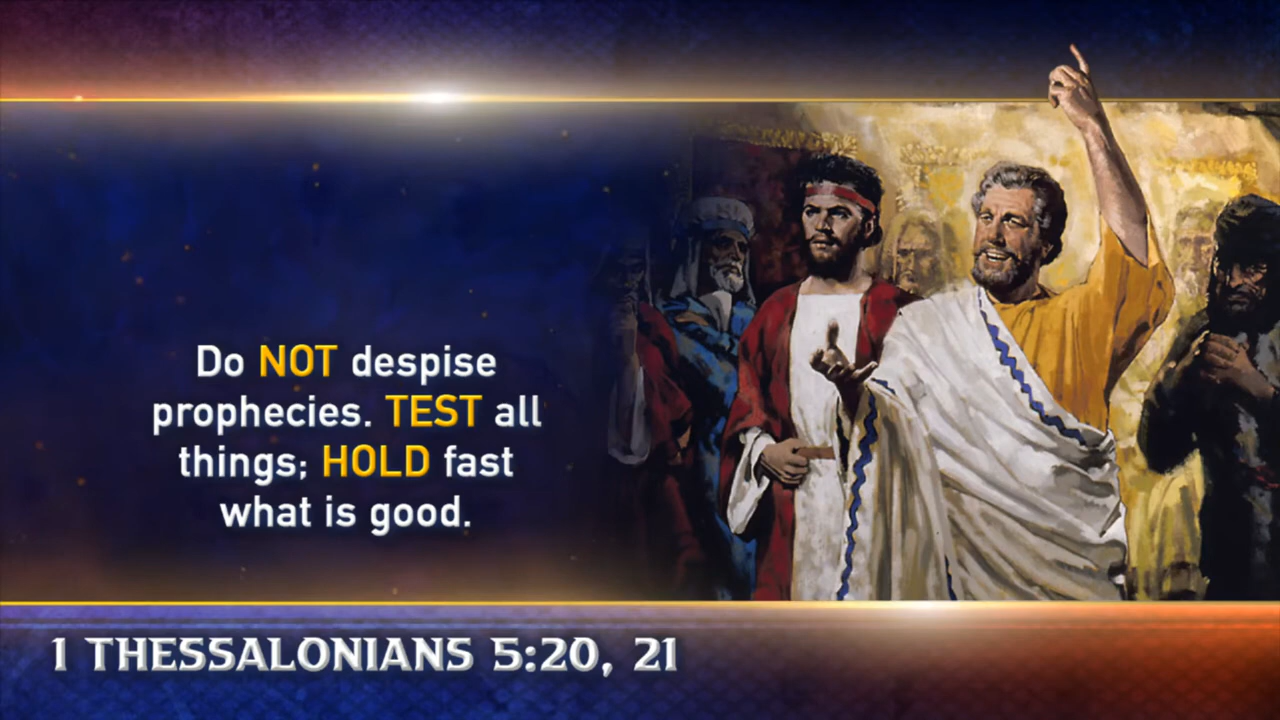 Do NOT despise
prophecies. TEST all
things; HOLD fast
what is good.
1 THESSALONIANS 5:20, 21